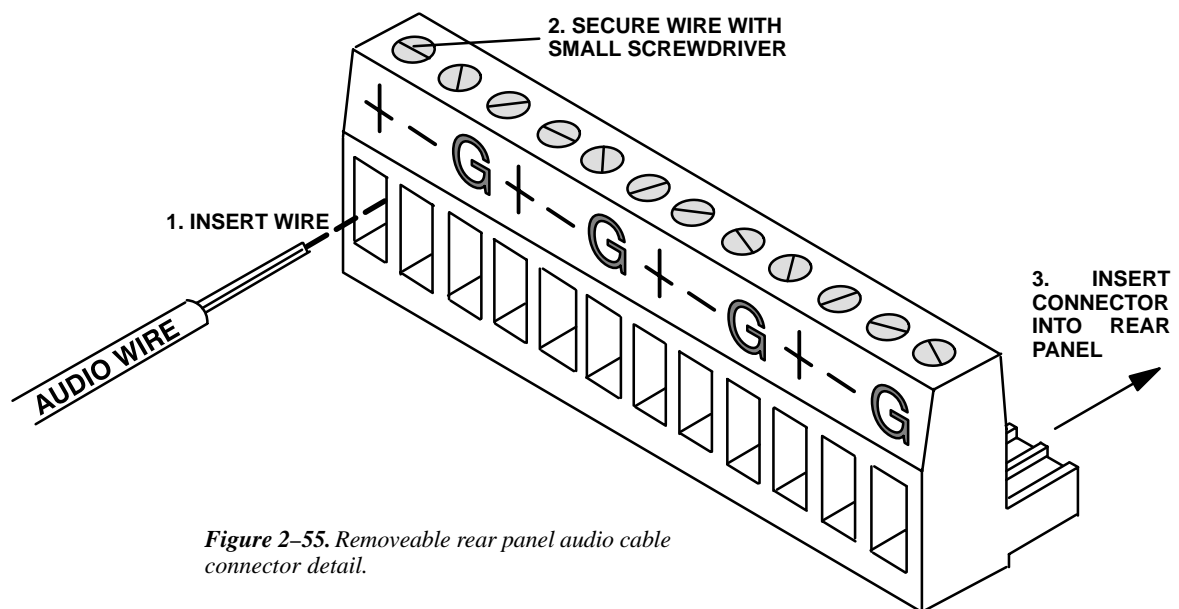 2. SECURE WIRE WITH
SMALL SCREWDRIVER
+ – G + – G + – G + – G
1. INSERT WIRE
AUDIO WIRE
3. INSERT
CONNECTOR
INTO REAR
PANEL
Figure 2–55. Removeable rear panel audio cable
connector detail.